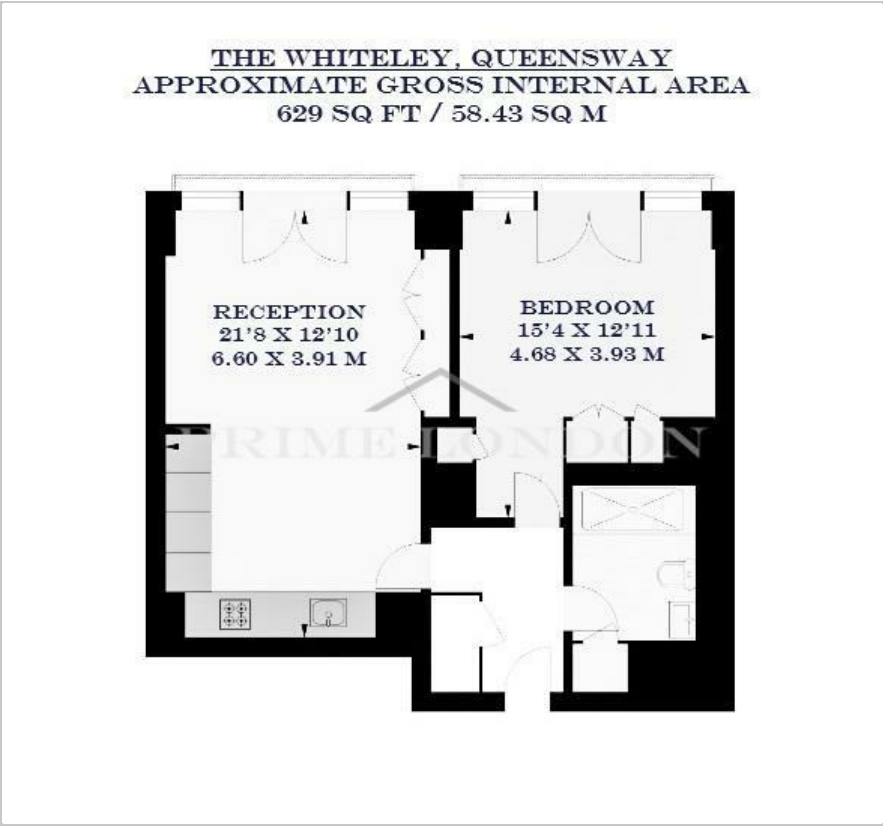 THE WHITELEY, QUEENSWAY
APPROXIMATE GROSS INTERNAL AREA
629 SQ FT / 58.43 SQ M
RECEPTION
21'8 X 12'10
6.60 X 3.91 M
BEDROOM
15'4 X 12'11
4.68 X 3.93 M
PRIME LONDON